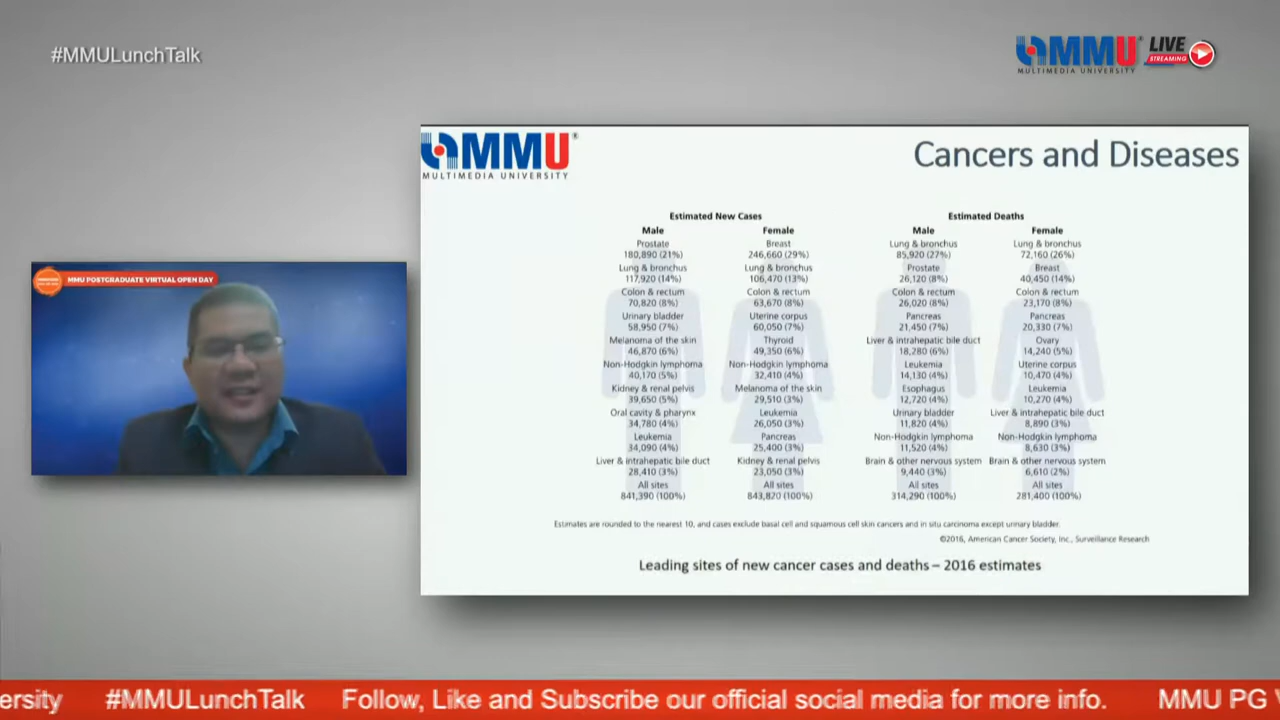 #MMULunchTalk
MMU
MULTIMEDIA UNIVERSITY
LIVE
STREAMING
MMU POSTGRADUATE VIRTUAL OPEN DAY
MMU
MULTIMEDIA UNIVERSITY
Cancers and Diseases
Estimated New Cases
Male
Prostate
180,890 (21%)
Lung & bronchus
117,920 (14%)
Colon & rectum
70,820 (8%)
Urinary bladder
58,950 (7%)
Melanoma of the skin
46,870 (6%)
Non-Hodgkin lymphoma
40,170 (5%)
Kidney & renal pelvis
39,650 (5%)
Oral cavity & pharynx
34,780 (4%)
Leukemia
34,090 (4%)
Liver & intrahepatic bile duct
28,410 (3%)
All sites
841,390 (100%)
Female
Breast
246,660 (29%)
Lung & bronchus
106,470 (13%)
Colon & rectum
63,670 (8%)
Uterine corpus
60,050 (7%)
Thyroid
49,350 (6%)
Non-Hodgkin lymphoma
32,410 (4%)
Melanoma of the skin
29,510 (3%)
Leukemia
26,050 (3%)
Pancreas
25,400 (3%)
Kidney & renal pelvis
23,050 (3%)
All sites
843,820 (100%)
Estimated Deaths
Male
Lung & bronchus
85,920 (27%)
Prostate
26,120 (8%)
Colon & rectum
26,020 (8%)
Pancreas
21,450 (7%)
Liver & intrahepatic bile duct
18,280 (6%)
Leukemia
14,130 (4%)
Esophagus
12,720 (4%)
Urinary bladder
11,820 (4%)
Non-Hodgkin lymphoma
11,520 (4%)
Brain & other nervous system
9,440 (3%)
All sites
314,290 (100%)
Female
Lung & bronchus
72,160 (26%)
Breast
40,450 (14%)
Colon & rectum
23,170 (8%)
Pancreas
20,330 (7%)
Ovary
14,240 (5%)
Uterine corpus
10,470 (4%)
Leukemia
10,270 (4%)
Liver & intrahepatic bile duct
8,890 (3%)
Non-Hodgkin lymphoma
8,630 (3%)
Brain & other nervous system
6,610 (2%)
All sites
281,400 (100%)
Estimates are rounded to the nearest 10, and cases exclude basal cell and squamous cell skin cancers and in situ carcinoma except urinary bladder.
©2016, American Cancer Society, Inc., Surveillance Research
Leading sites of new cancer cases and deaths – 2016 estimates
ersity #MMULunchTalk Follow, Like and Subscribe our official social media for more info. MMU PG